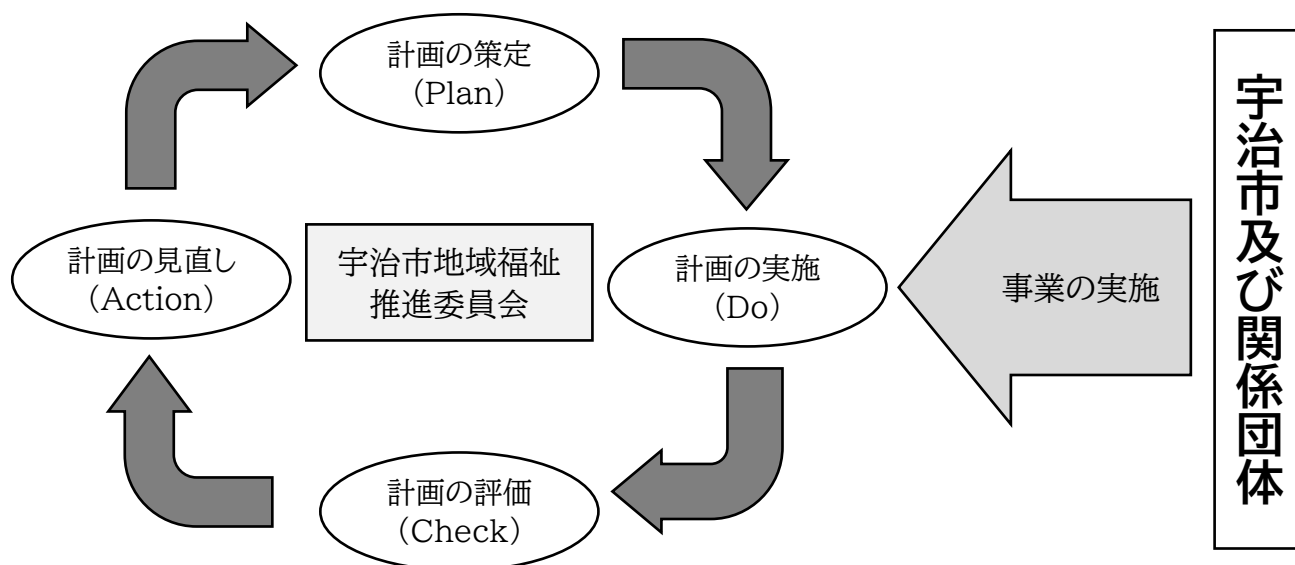 計画の策定
（Plan）
計画の見直し
（Action）
宇治市地域福祉
推進委員会
計画の実施
（Do）
事業の実施
宇治市及び関係団体
計画の評価
（Check）